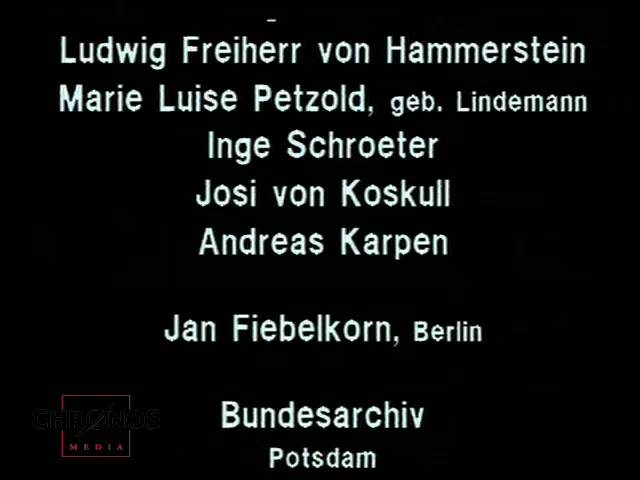 Ludwig Freiherr von Hammerstein
Marie Luise Petzold, geb. Lindemann
Inge Schroeter
Josi von Koskull
Andreas Karpen
Jan Fiebelkorn, Berlin
Bundesarchiv
Potsdam
CHRONOS
MEDIA